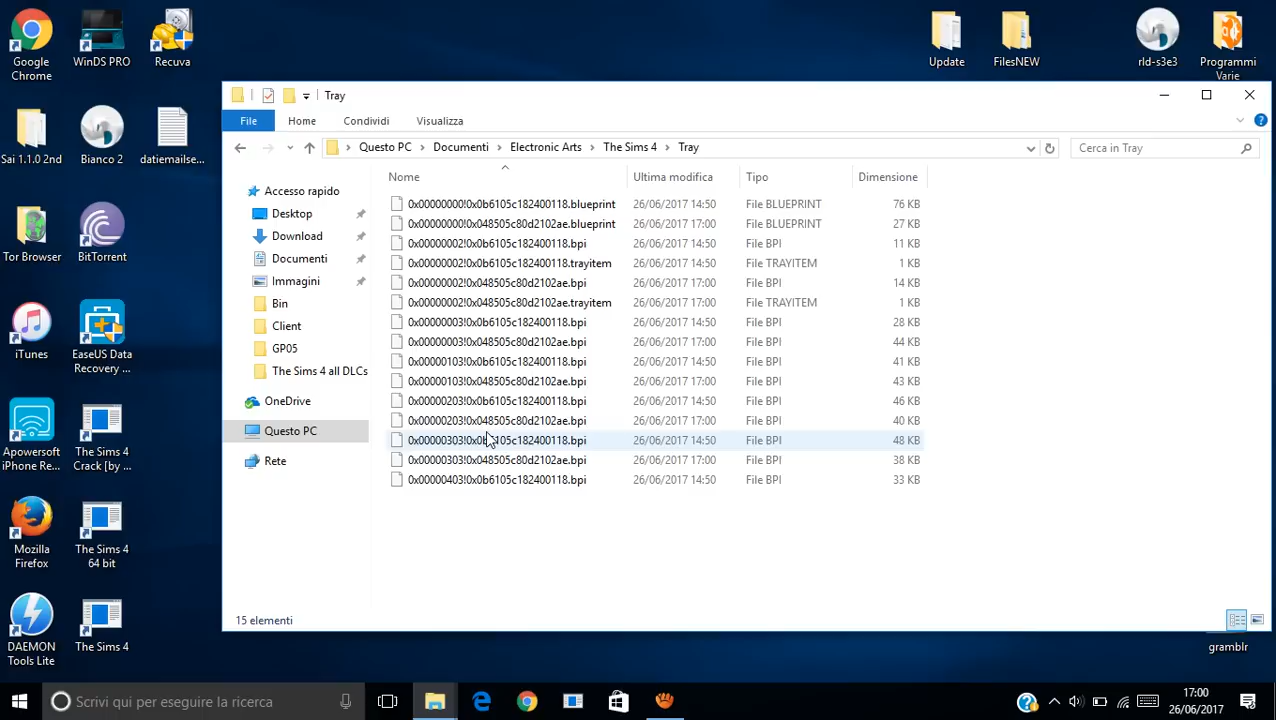 Google
Chrome
WinDS PRO
Recuva
Update
FilesNEW
rld-s3e3
Programmi
Varie
Sai 1.1.0 2nd
Bianco 2
datiemailse...
Tor Browser
BitTorrent
iTunes
EaseUS Data
Recovery ...
Apowersoft
iPhone Re...
The Sims 4
Crack [by ...
Mozilla
Firefox
The Sims 4
64 bit
DAEMON
Tools Lite
The Sims 4
gramblr
Tray
File
Home
Condividi
Visualizza
Questo PC > Documenti > Electronic Arts > The Sims 4 > Tray
Cerca in Tray
Accesso rapido
Desktop
Download
Documenti
Immagini
Bin
Client
GP05
The Sims 4 all DLCs
OneDrive
Questo PC
Rete
Nome Ultima modifica Tipo Dimensione
0x00000000!0x0b6105c182400118.blueprint 26/06/2017 14:50 File BLUEPRINT 76 KB
0x00000000!0x048505c80d2102ae.blueprint 26/06/2017 17:00 File BLUEPRINT 27 KB
0x00000002!0x0b6105c182400118.bpi 26/06/2017 14:50 File BPI 11 KB
0x00000002!0x0b6105c182400118.trayitem 26/06/2017 14:50 File TRAYITEM 1 KB
0x00000002!0x048505c80d2102ae.bpi 26/06/2017 17:00 File BPI 14 KB
0x00000002!0x048505c80d2102ae.trayitem 26/06/2017 17:00 File TRAYITEM 1 KB
0x00000003!0x0b6105c182400118.bpi 26/06/2017 14:50 File BPI 28 KB
0x00000003!0x048505c80d2102ae.bpi 26/06/2017 17:00 File BPI 44 KB
0x00000103!0x0b6105c182400118.bpi 26/06/2017 14:50 File BPI 41 KB
0x00000103!0x048505c80d2102ae.bpi 26/06/2017 17:00 File BPI 43 KB
0x00000203!0x0b6105c182400118.bpi 26/06/2017 14:50 File BPI 46 KB
0x00000203!0x048505c80d2102ae.bpi 26/06/2017 17:00 File BPI 40 KB
0x00000303!0x0b6105c182400118.bpi 26/06/2017 14:50 File BPI 48 KB
0x00000303!0x048505c80d2102ae.bpi 26/06/2017 17:00 File BPI 38 KB
0x00000403!0x0b6105c182400118.bpi 26/06/2017 14:50 File BPI 33 KB
15 elementi
Scrivi qui per eseguire la ricerca
17:00
26/06/2017